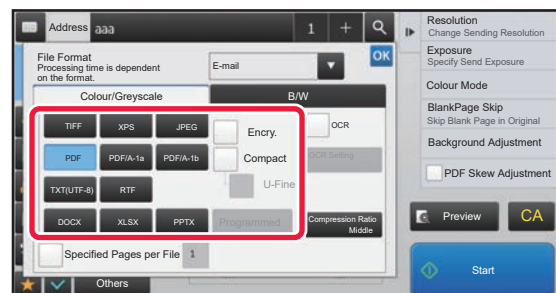 Address aaa 1 +
File Format
Processing time is dependent
on the format.
E-mail
OK
Colour/Greyscale
B/W
TIFF XPS JPEG Encry. OCR
PDF PDF/A-1a PDF/A-1b Compact OCR Setting
TXT(UTF-8) RTF U-Fine
DOCX XLSX PPTX Programmed Compression Ratio
Middle
Specified Pages per File 1
Others
Resolution
Change Sending Resolution
Exposure
Specify Send Exposure
Colour Mode
BlankPage Skip
Skip Blank Page in Original
Background Adjustment
PDF Skew Adjustment
Preview CA
Start